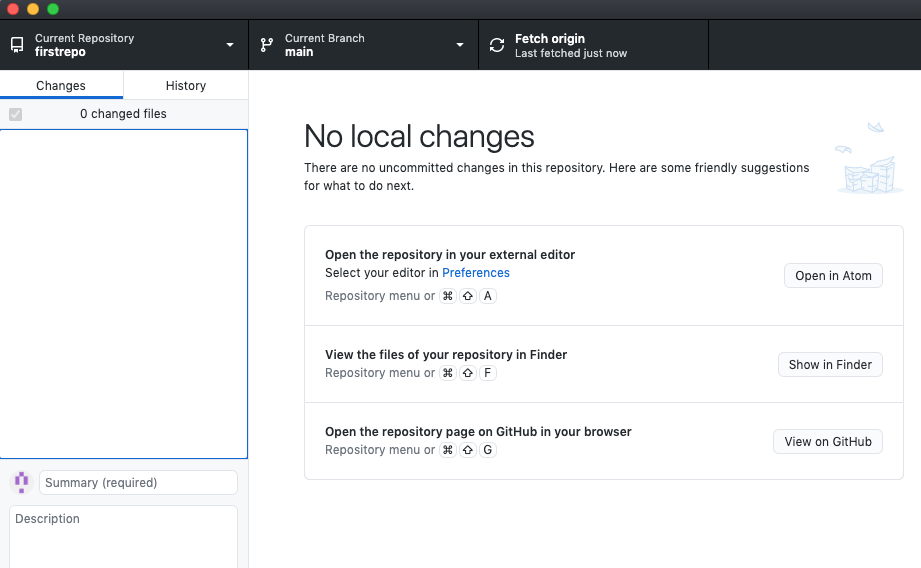 Current Repository
firstrepo
Current Branch
main
Fetch origin
Last fetched just now
Changes
History
0 changed files
No local changes
There are no uncommitted changes in this repository. Here are some friendly suggestions
for what to do next.
Open the repository in your external editor
Select your editor in Preferences
Repository menu or ⌘ ⇧ A
Open in Atom
View the files of your repository in Finder
Repository menu or ⌘ ⇧ F
Show in Finder
Open the repository page on GitHub in your browser
Repository menu or ⌘ ⇧ G
View on GitHub
Summary (required)
Description